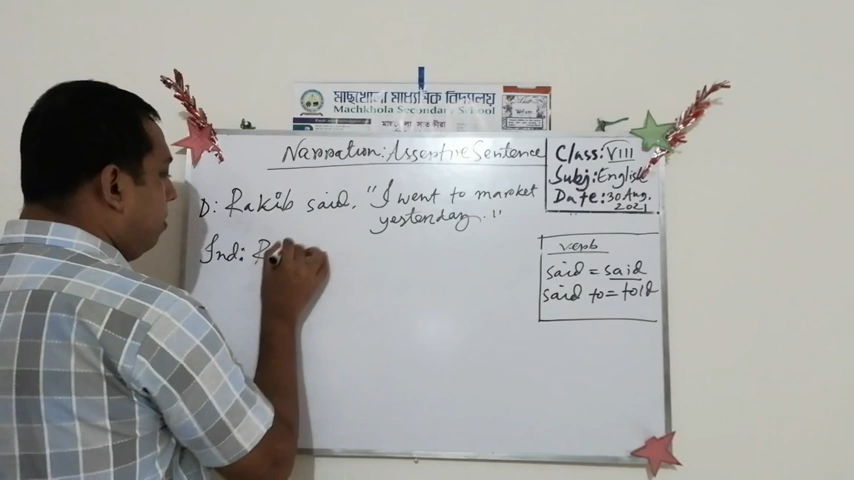 মাছখোলা মাধ্যমিক বিদ্যালয়
Machkhola Secondary School
Narration: Assertive Sentence
Class: VIII
Subj: English
Date: 30 Aug. 2021
D: Rakib said, "I went to market
yesterday."
Ind: R
verb
said = said
said to = told